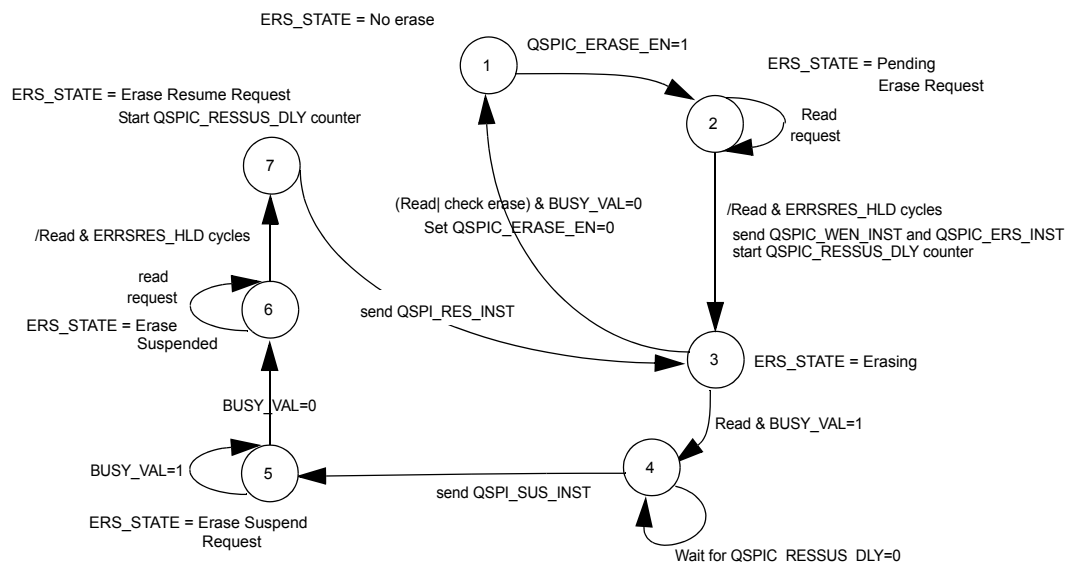 ERS_STATE = No erase
QSPIC_ERASE_EN=1
1
ERS_STATE = Pending
Erase Request
ERS_STATE = Erase Resume Request
Start QSPIC_RESSUS_DLY counter
2
Read
request
7
(Read| check erase) & BUSY_VAL=0
Set QSPIC_ERASE_EN=0
/Read & ERRSRES_HLD cycles
send QSPIC_WEN_INST and QSPIC_ERS_INST
start QSPIC_RESSUS_DLY counter
/Read & ERRSRES_HLD cycles
read
request
6
send QSPI_RES_INST
ERS_STATE = Erase
Suspended
3
ERS_STATE = Erasing
BUSY_VAL=0
Read & BUSY_VAL=1
BUSY_VAL=1
5
4
send QSPI_SUS_INST
ERS_STATE = Erase Suspend
Request
Wait for QSPIC_RESSUS_DLY=0